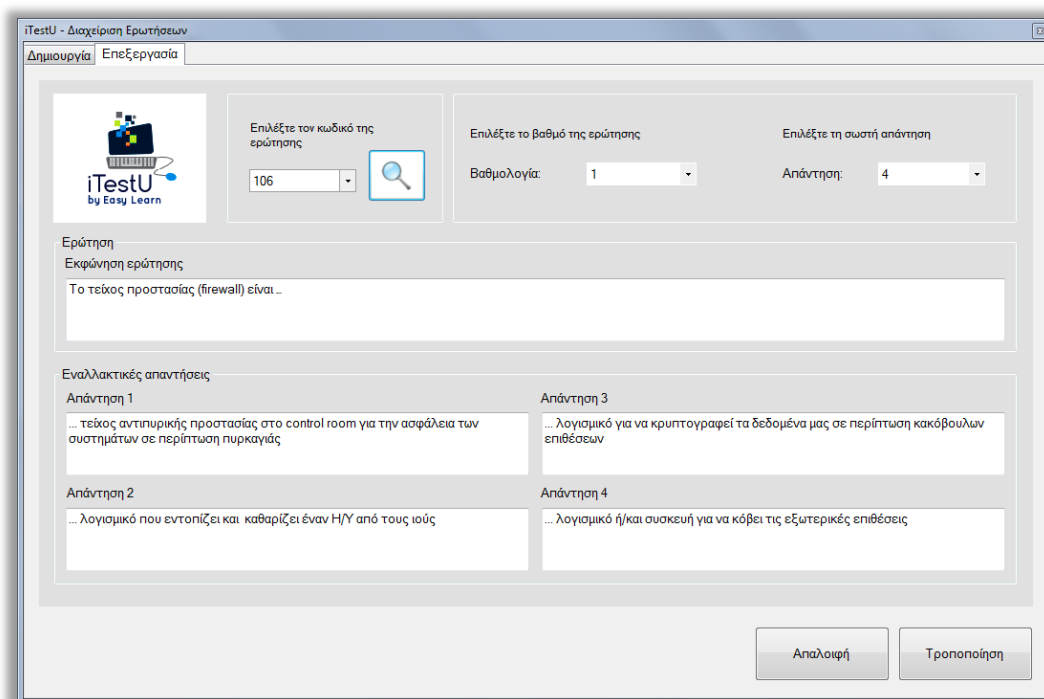 iTestU - Διαχείριση Ερωτήσεων
Δημιουργία
Επεξεργασία
iTestU
by Easy Learn
Επιλέξτε τον κωδικό της
ερώτησης
106
Επιλέξτε το βαθμό της ερώτησης
Βαθμολογία:
1
Επιλέξτε τη σωστή απάντηση
Απάντηση:
4
Ερώτηση
Εκφώνηση ερώτησης
Το τείχος προστασίας (firewall) είναι ...
Εναλλακτικές απαντήσεις
Απάντηση 1
... τείχος αντιπυρικής προστασίας στο control room για την ασφάλεια των
συστημάτων σε περίπτωση πυρκαγιάς
Απάντηση 3
... λογισμικό για να κρυπτογραφεί τα δεδομένα μας σε περίπτωση κακόβουλων
επιθέσεων
Απάντηση 2
... λογισμικό που εντοπίζει και  καθαρίζει έναν Η/Υ από τους ιούς
Απάντηση 4
... λογισμικό ή/και συσκευή για να κόβει τις εξωτερικές επιθέσεις
Απαλοιφή
Τροποποίηση